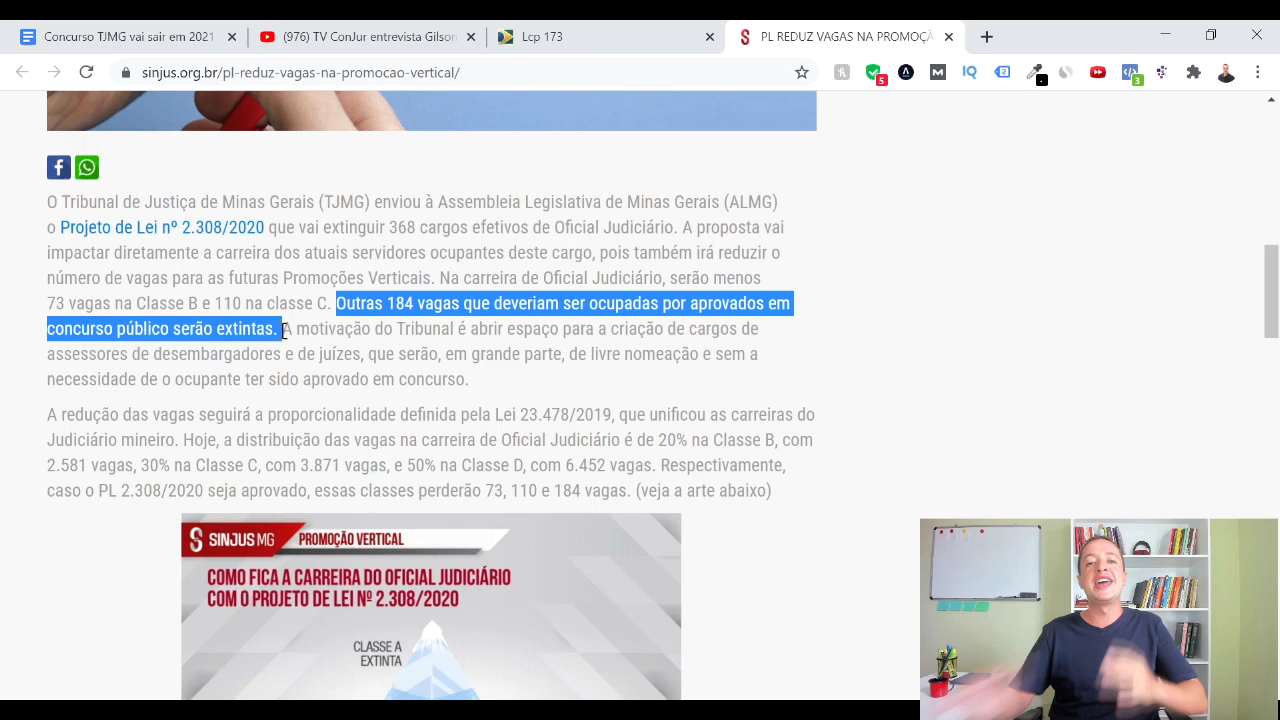 Concurso TJMG vai sair em 2021
(976) TV ConJur entrevista Gilson
Lcp 173
PL REDUZ VAGAS NA PROMOÇÃ
sinjus.org.br/pl-reduz-vagas-na-promocao-vertical/
5
3
O Tribunal de Justiça de Minas Gerais (TJMG) enviou à Assembleia Legislativa de Minas Gerais (ALMG)
o Projeto de Lei nº 2.308/2020 que vai extinguir 368 cargos efetivos de Oficial Judiciário. A proposta vai
impactar diretamente a carreira dos atuais servidores ocupantes deste cargo, pois também irá reduzir o
número de vagas para as futuras Promoções Verticais. Na carreira de Oficial Judiciário, serão menos
73 vagas na Classe B e 110 na classe C. Outras 184 vagas que deveriam ser ocupadas por aprovados em
concurso público serão extintas. A motivação do Tribunal é abrir espaço para a criação de cargos de
assessores de desembargadores e de juízes, que serão, em grande parte, de livre nomeação e sem a
necessidade de o ocupante ter sido aprovado em concurso.
A redução das vagas seguirá a proporcionalidade definida pela Lei 23.478/2019, que unificou as carreiras do
Judiciário mineiro. Hoje, a distribuição das vagas na carreira de Oficial Judiciário é de 20% na Classe B, com
2.581 vagas, 30% na Classe C, com 3.871 vagas, e 50% na Classe D, com 6.452 vagas. Respectivamente,
caso o PL 2.308/2020 seja aprovado, essas classes perderão 73, 110 e 184 vagas. (veja a arte abaixo)
SINJUS MG PROMOÇÃO VERTICAL
COMO FICA A CARREIRA DO OFICIAL JUDICIÁRIO
COM O PROJETO DE LEI Nº 2.308/2020
CLASSE A
EXTINTA